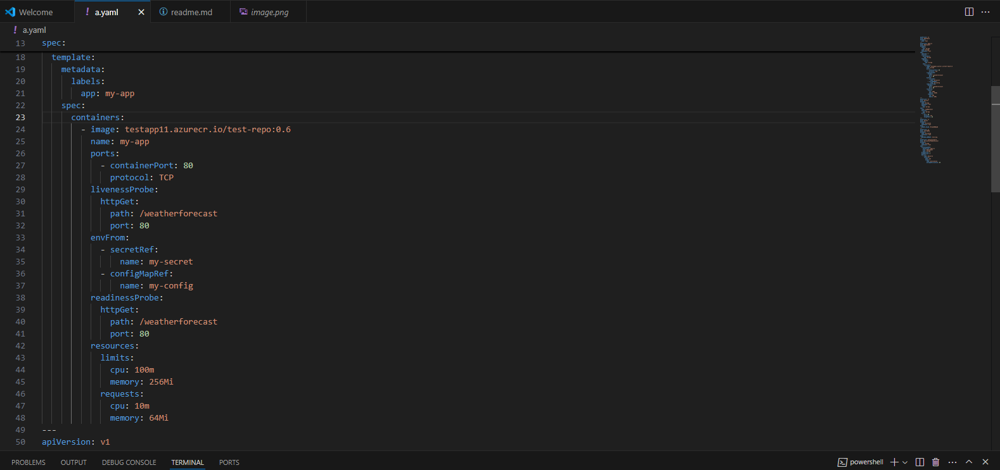 Welcome
! a.yaml
readme.md
image.png
! a.yaml
13 spec:
18 template:
19 metadata:
20 labels:
21 app: my-app
22 spec:
23 containers:
24 - image: testapp11.azurecr.io/test-repo:0.6
25 name: my-app
26 ports:
27 - containerPort: 80
28 protocol: TCP
29 livenessProbe:
30 httpGet:
31 path: /weatherforecast
32 port: 80
33 envFrom:
34 - secretRef:
35 name: my-secret
36 - configMapRef:
37 name: my-config
38 readinessProbe:
39 httpGet:
40 path: /weatherforecast
41 port: 80
42 resources:
43 limits:
44 cpu: 100m
45 memory: 256Mi
46 requests:
47 cpu: 10m
48 memory: 64Mi
49 ---
50 apiVersion: v1
PROBLEMS OUTPUT DEBUG CONSOLE TERMINAL PORTS powershell